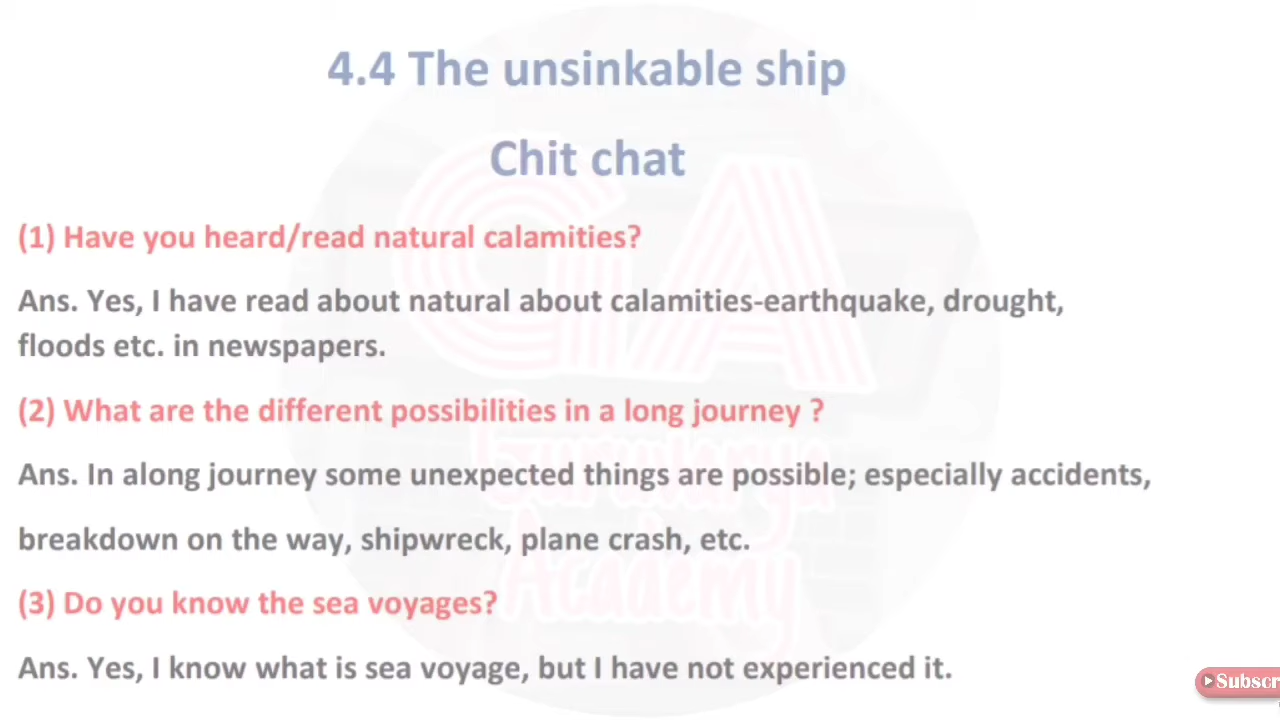 4.4 The unsinkable ship
Chit chat
(1) Have you heard/read natural calamities?
Ans. Yes, I have read about natural about calamities-earthquake, drought,
floods etc. in newspapers.
(2) What are the different possibilities in a long journey ?
Ans. In along journey some unexpected things are possible; especially accidents,
breakdown on the way, shipwreck, plane crash, etc.
(3) Do you know the sea voyages?
Ans. Yes, I know what is sea voyage, but I have not experienced it.
GA
Academy
Subscr